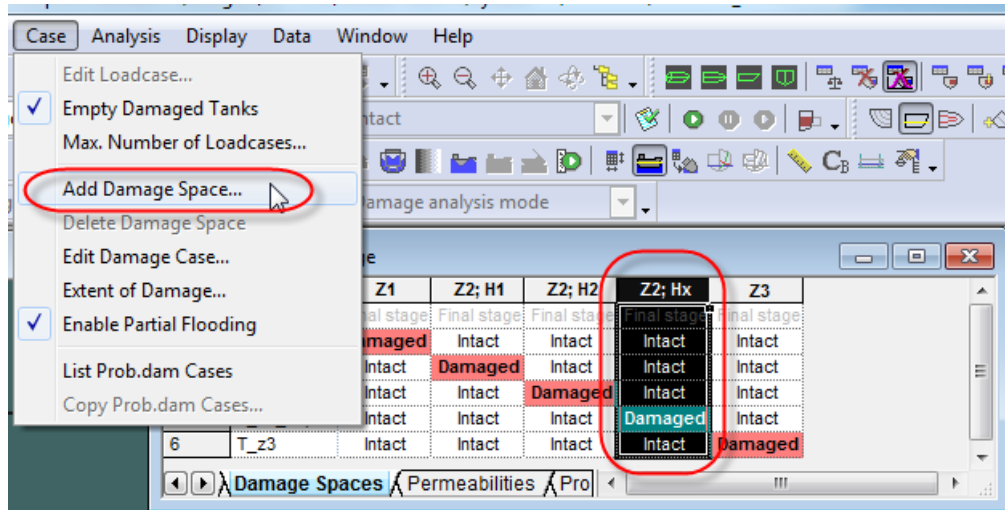 Case Analysis Display Data Window Help
Edit Loadcase...
Empty Damaged Tanks
Max. Number of Loadcases...
Add Damage Space...
Delete Damage Space
Edit Damage Case...
Extent of Damage...
Enable Partial Flooding
List Prob.dam Cases
Copy Prob.dam Cases...
ntact
CB
amage analysis mode
Z1 Z2; H1 Z2; H2 Z2; Hx Z3
nal stage Final stage Final stage Final stage Final stage
maged Intact Intact Intact Intact
Intact Damaged Intact Intact Intact
Intact Intact Damaged Intact Intact
Intact Intact Intact Damaged Intact
6 T_z3 Intact Intact Intact Intact Damaged
Damage Spaces Permeabilities Pro